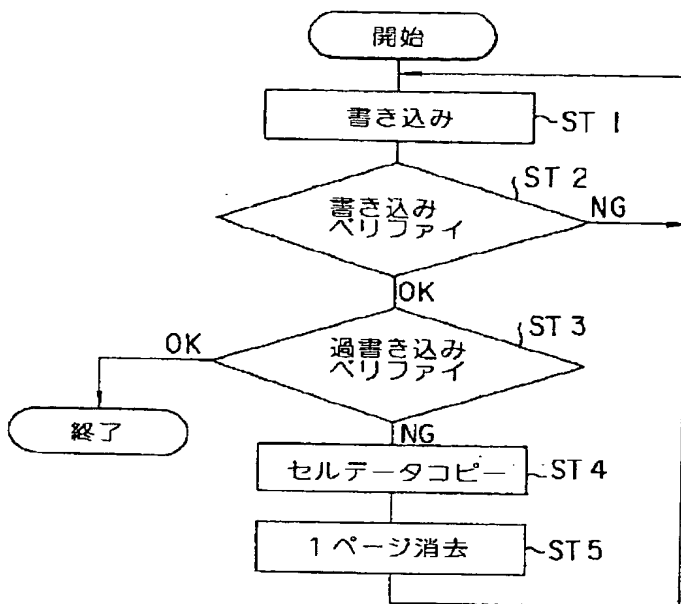 開始
書き込み
ST 1
ST 2
書き込み
ベリファイ
NG
OK
ST 3
過書き込み
ベリファイ
OK
終了
NG
セルデータコピー
ST 4
1ページ消去
ST 5